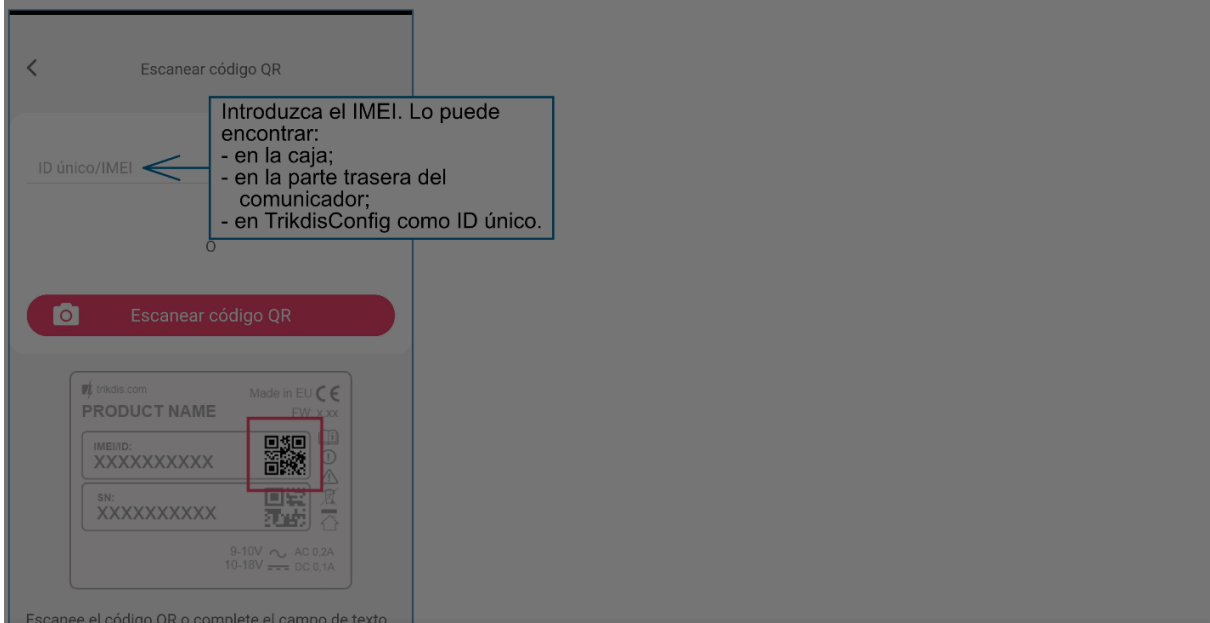 Escanear código QR
Introduzca el IMEI. Lo puede
encontrar:
- en la caja;
- en la parte trasera del
comunicador;
- en TrikdisConfig como ID único.
ID único/IMEI
O
Escanear código QR
trikdis.com
Made in EU CE
PRODUCT NAME
FW: x.xx
IMEI/ID:
XXXXXXXXXX
SN:
XXXXXXXXXX
9-10V AC 0,2A
10-18V DC 0,1A
Escanee el código QR o complete el campo de texto